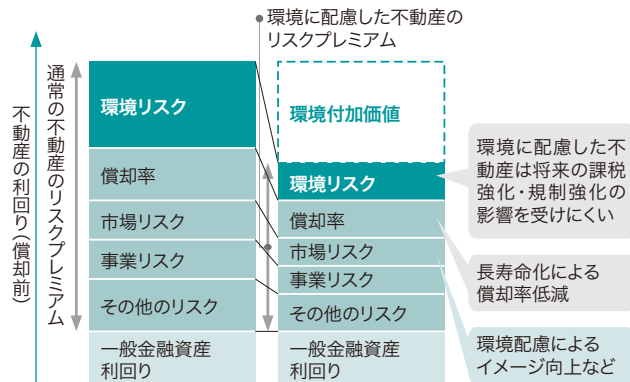 環境に配慮した不動産の
リスクプレミアム
不動産の利回り（償却前）
通常の不動産のリスクプレミアム
環境リスク
償却率
市場リスク
事業リスク
その他のリスク
一般金融資産
利回り
環境付加価値
環境リスク
償却率
市場リスク
事業リスク
その他のリスク
一般金融資産
利回り
環境に配慮した不
動産は将来の課税
強化・規制強化の
影響を受けにくい
長寿命化による
償却率低減
環境配慮による
イメージ向上など